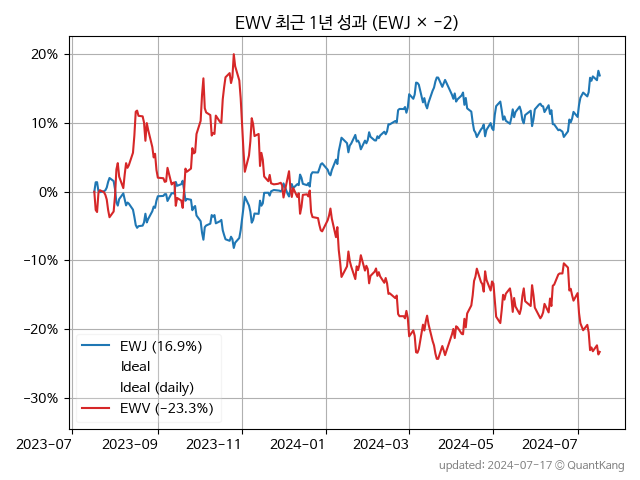 EWV 최근 1년 성과 (EWJ × −2)
20%
10%
0%
−10%
−20%
−30%
EWJ (16.9%)
Ideal
Ideal (daily)
EWV (−23.3%)
2023−07
2023−09
2023−11
2024−01
2024−03
2024−05
2024−07
updated: 2024-07-17 © QuantKang